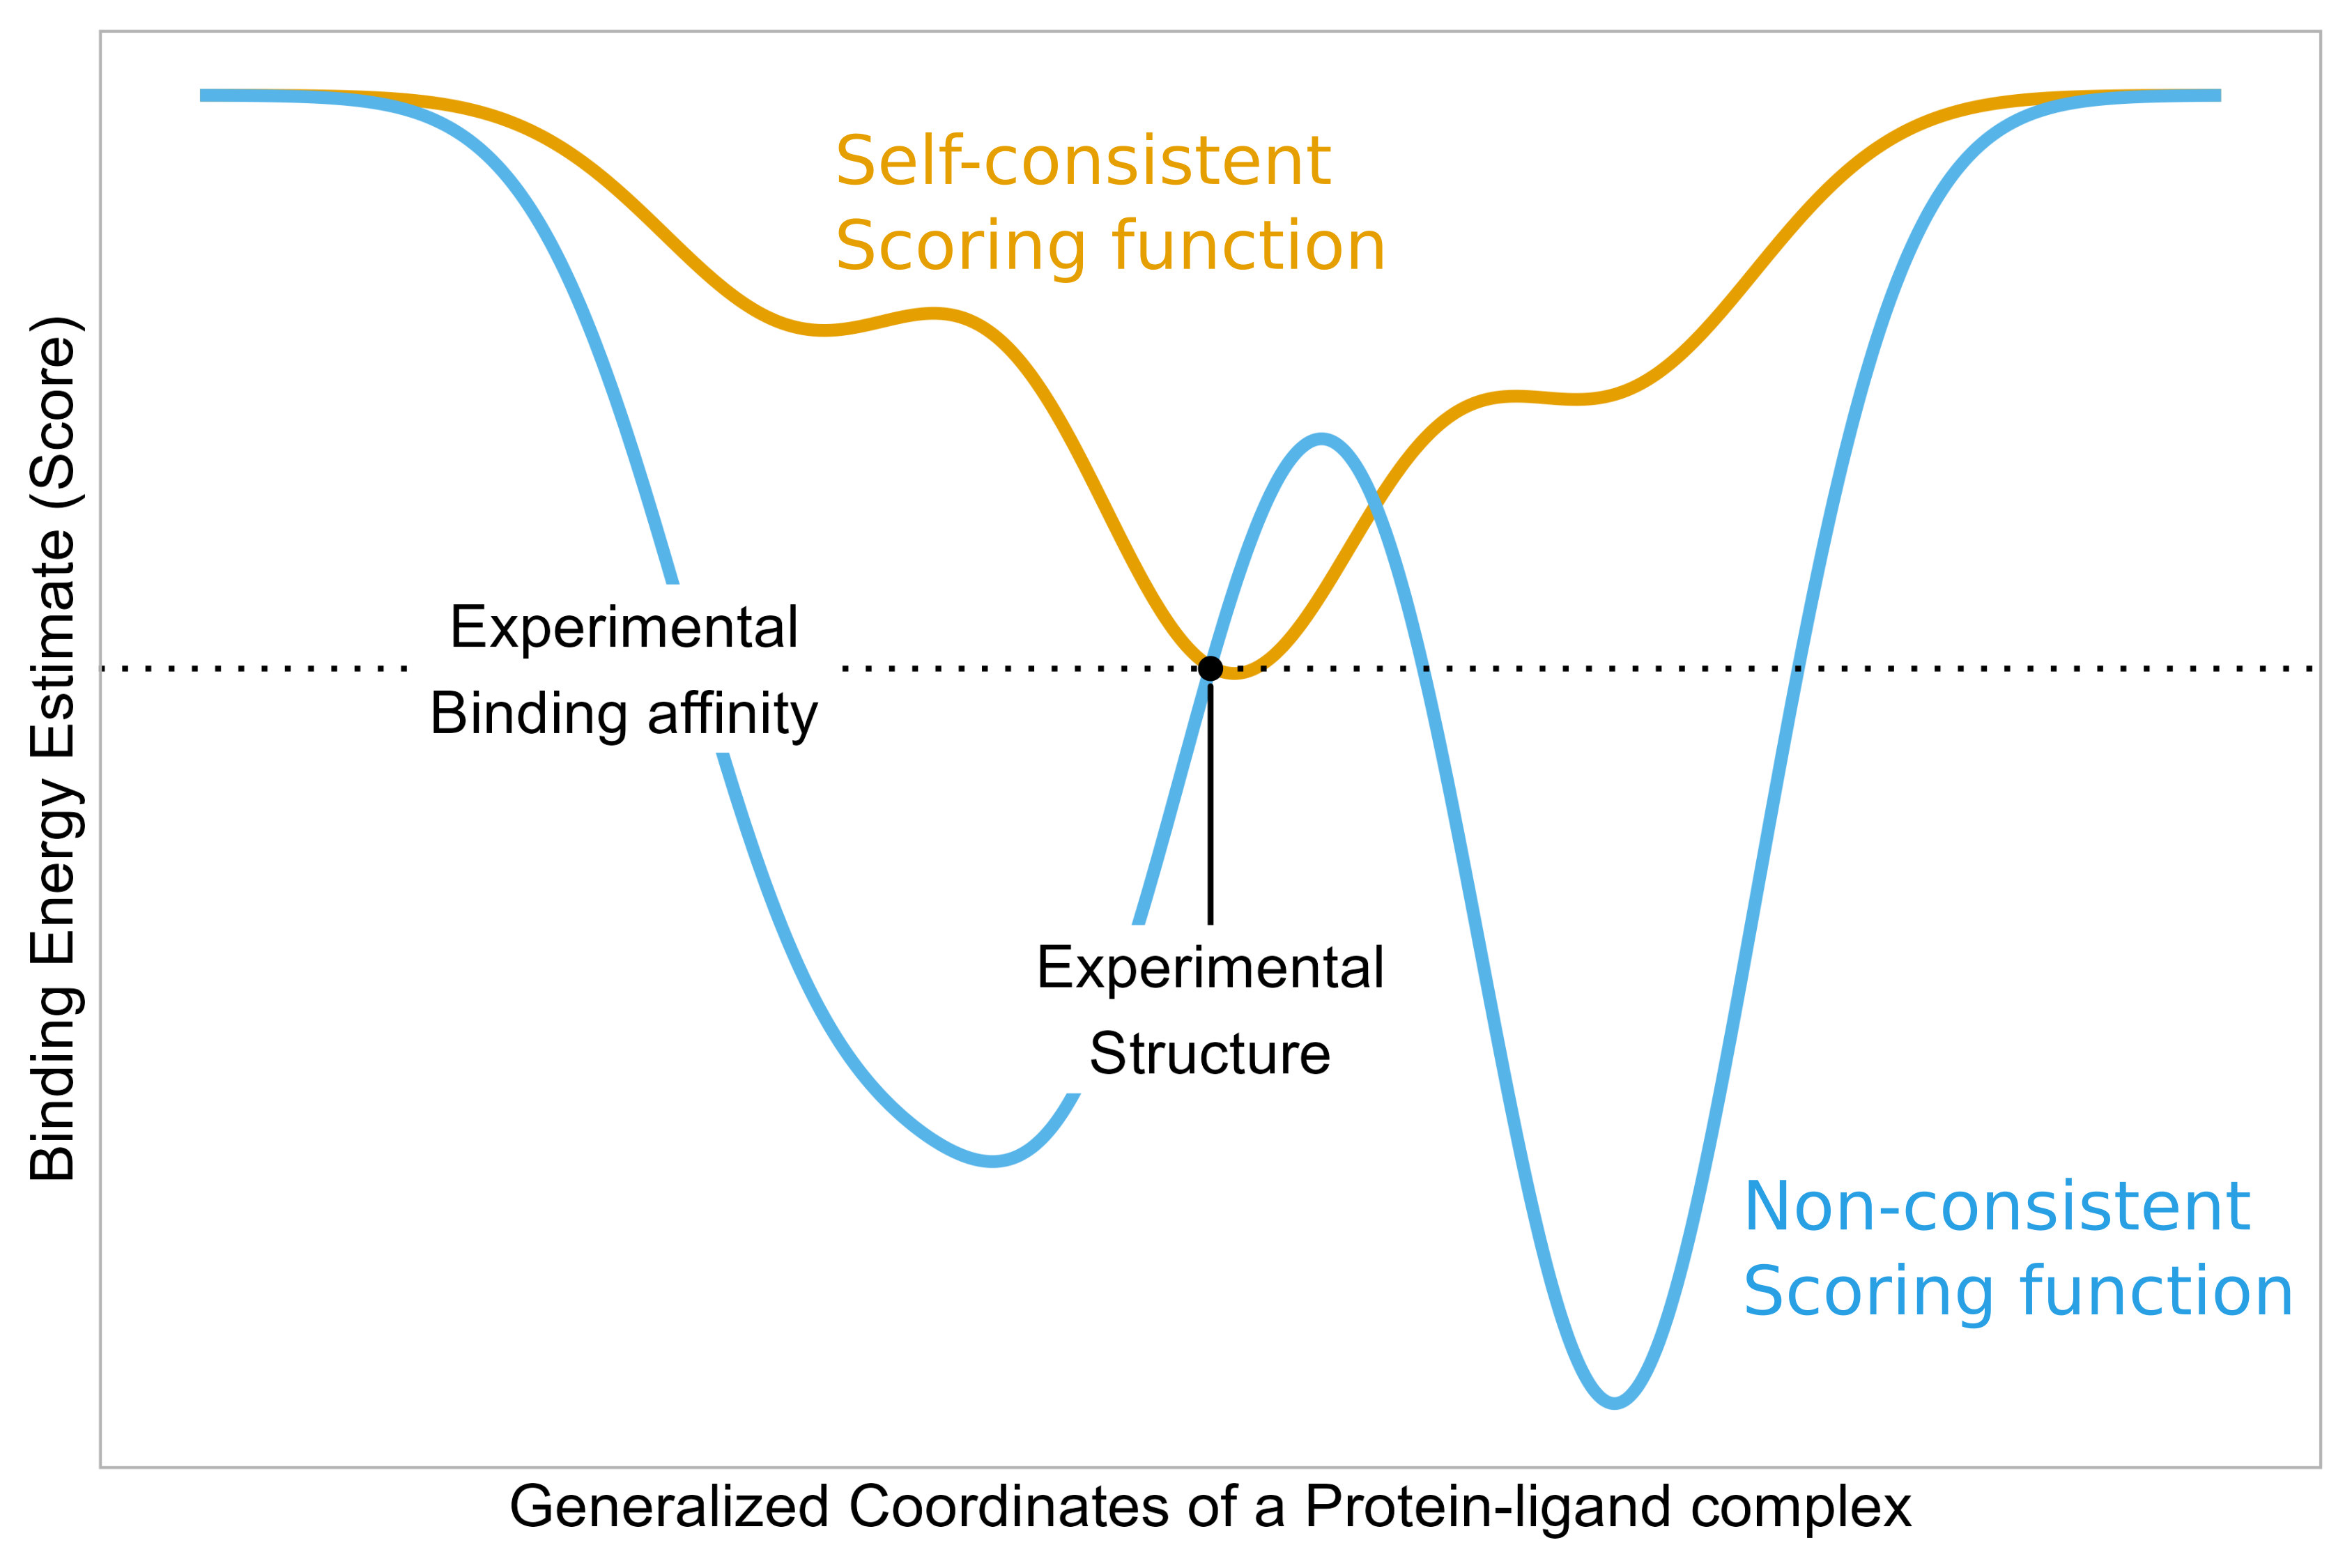 Self-consistent
Scoring function
Binding Energy Estimate (Score)
Experimental
Binding affinity
Experimental
Structure
Non-consistent
Scoring function
Generalized Coordinates of a Protein-ligand complex